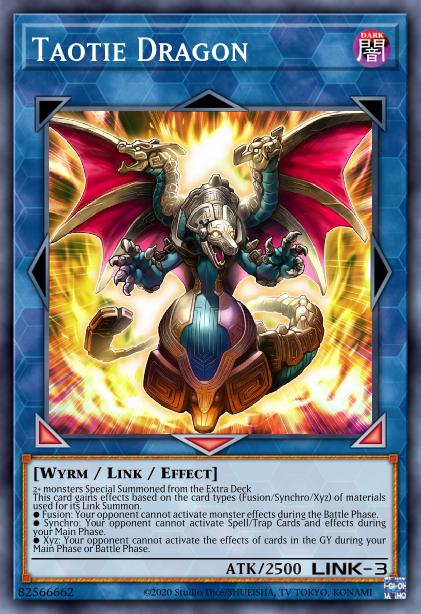 Taotie Dragon
DARK
闇
[Wyrm / Link / Effect]
2+ monsters Special Summoned from the Extra Deck
This card gains effects based on the card types (Fusion/Synchro/Xyz) of materials
used for its Link Summon.
● Fusion: Your opponent cannot activate monster effects during the Battle Phase.
● Synchro: Your opponent cannot activate Spell/Trap Cards and effects during
your Main Phase.
● Xyz: Your opponent cannot activate the effects of cards in the GY during your
Main Phase or Battle Phase.
ATK/2500 LINK-3
82566662 ©2020 Studio Dice/SHUEISHA, TV TOKYO, KONAMI